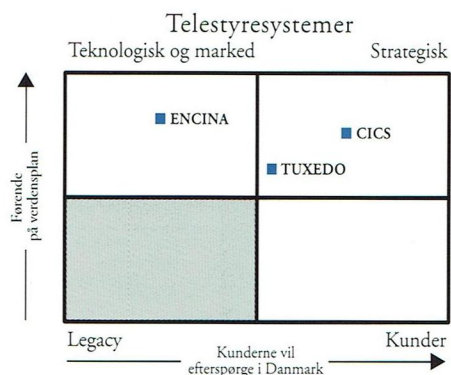 Telestyresystemer
Teknologisk og marked
Strategisk
ENCINA
CICS
TUXEDO
Førende
på verdensplan
Legacy
Kunder
Kunderne vil
efterspørge i Danmark